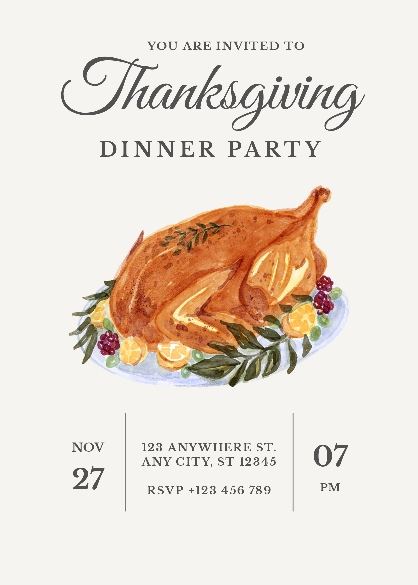 YOU ARE INVITED TO
Thanksgiving
DINNER PARTY
NOV
27
123 ANYWHERE ST.
ANY CITY, ST 12345
RSVP +123 456 789
07
PM